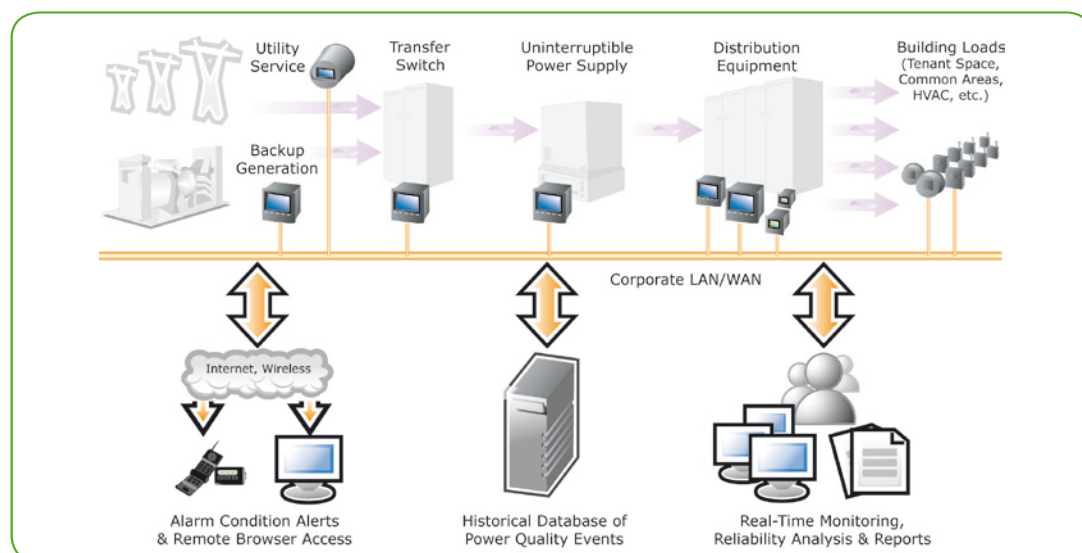 Utility
Service
Transfer
Switch
Uninterruptible
Power Supply
Distribution
Equipment
Building Loads
(Tenant Space,
Common Areas,
HVAC, etc.)
Backup
Generation
Corporate LAN/WAN
Internet, Wireless
Alarm Condition Alerts
& Remote Browser Access
Historical Database of
Power Quality Events
Real-Time Monitoring,
Reliability Analysis & Reports